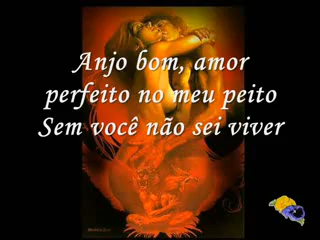 Anjo bom, amor
perfeito no meu peito
Sem você não sei viver